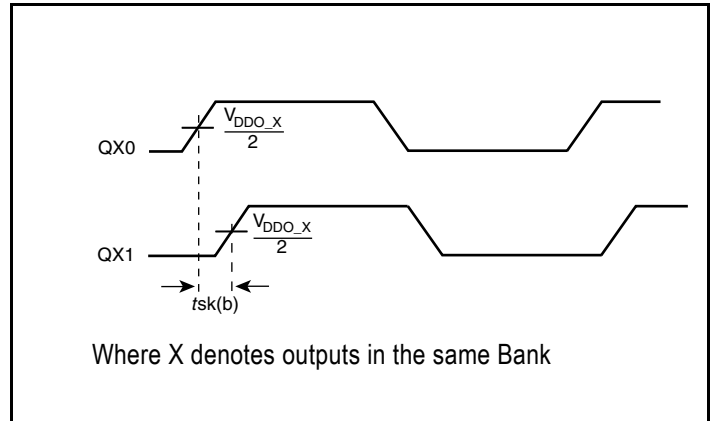 V_DDO_X
2
QX0
V_DDO_X
2
QX1
tsk(b)
Where X denotes outputs in the same Bank